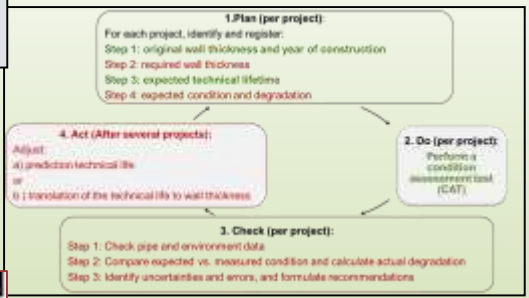 1.Plan (per project):
For each project, identify and register:
Step 1: original wall thickness and year of construction
Step 2: required wall thickness
Step 3: expected technical lifetime
Step 4: expected condition and degradation
4. Act (After several projects):
Adjust:
a) prediction technical life
or
b) translation of the technical life to wall thickness
2. Do (per project):
Perform a
condition
assessment tool
(CAT)
3. Check (per project):
Step 1: Check pipe and environment data
Step 2: Compare expected vs. measured condition and calculate actual degradation
Step 3: Identify uncertainties and errors, and formulate recommendations